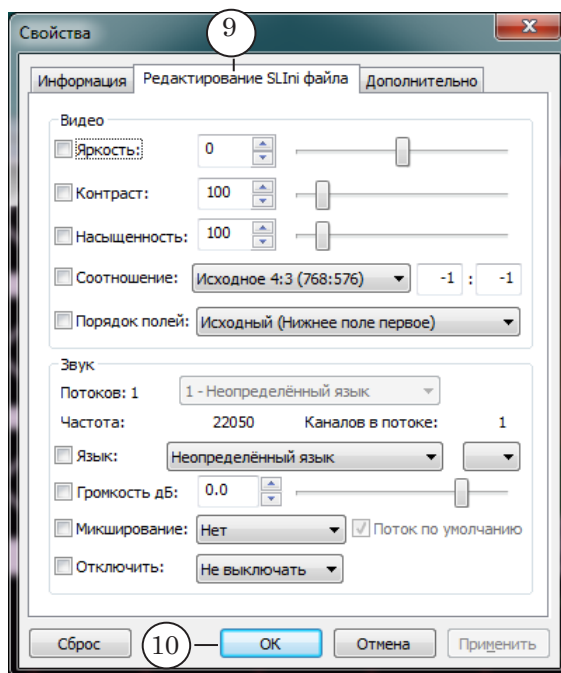 Свойства
9
Информация Редактирование SLIni файла Дополнительно
Видео
Яркость: 0
Контраст: 100
Насыщенность: 100
Соотношение: Исходное 4:3 (768:576) -1 : -1
Порядок полей: Исходный (Нижнее поле первое)
Звук
Потоков: 1 1 - Неопределённый язык
Частота: 22050 Каналов в потоке: 1
Язык: Неопределённый язык
Громкость дБ: 0.0
Микширование: Нет Поток по умолчанию
Отключить: Не выключать
Сброс 10 ОК Отмена Применить